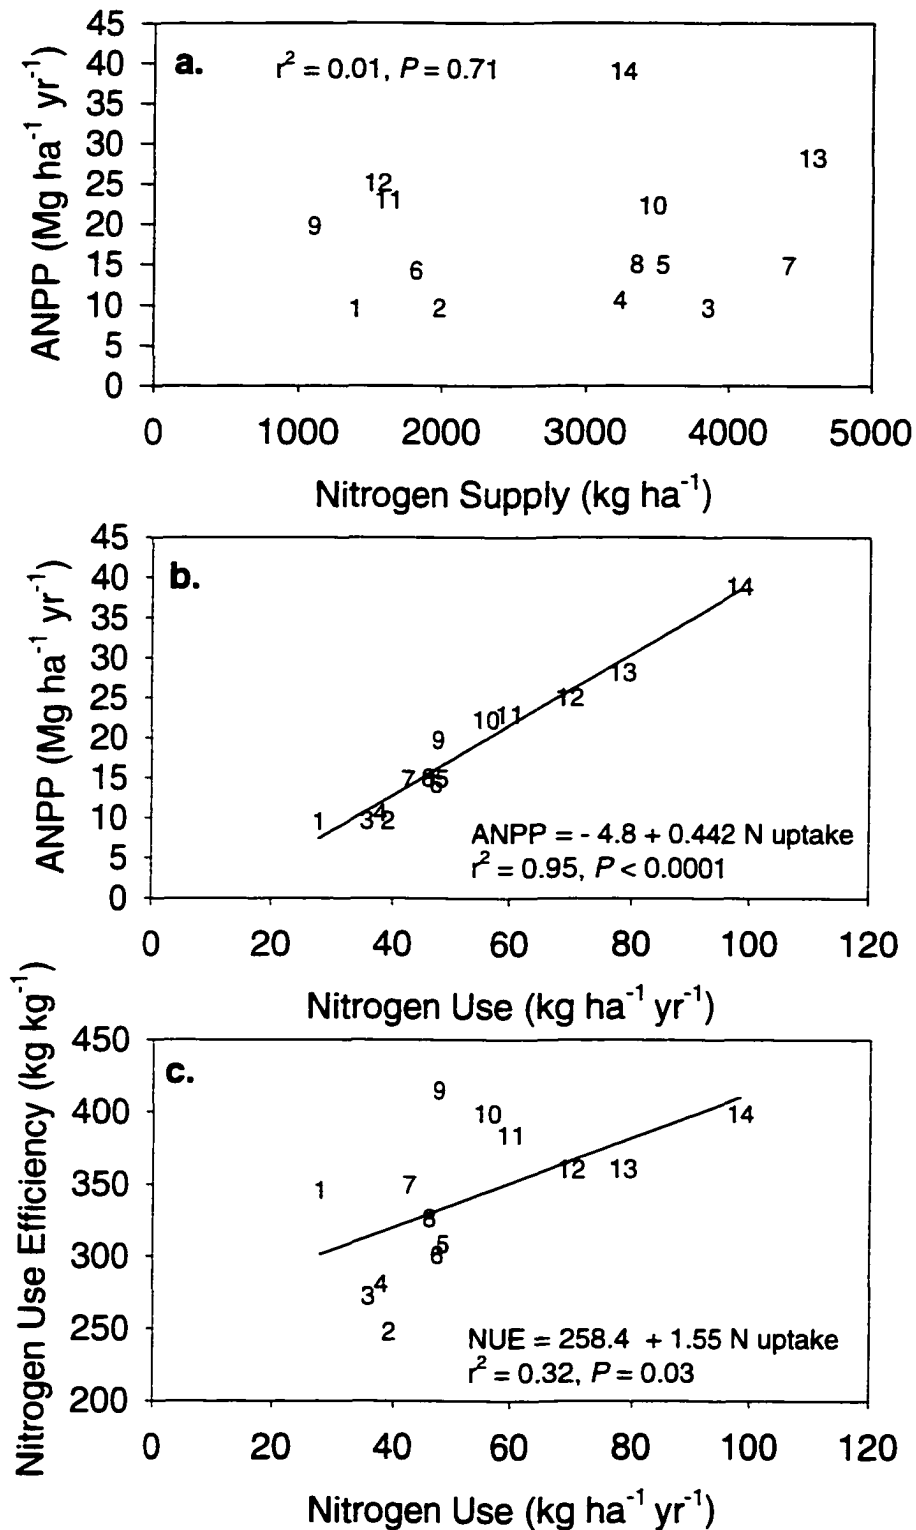 a.
r² = 0.01, P = 0.71
ANPP (Mg ha⁻¹ yr⁻¹)
45
40
35
30
25
20
15
10
5
0
14
13
12
11
10
9
8 5 7
6
4
1 2 3
0 1000 2000 3000 4000 5000
Nitrogen Supply (kg ha⁻¹)
b.
ANPP (Mg ha⁻¹ yr⁻¹)
45
40
35
30
25
20
15
10
5
0
14
13
12
10 11
9
7 8 5
6
1 3 4 2
ANPP = - 4.8 + 0.442 N uptake
r² = 0.95, P < 0.0001
0 20 40 60 80 100 120
Nitrogen Use (kg ha⁻¹ yr⁻¹)
c.
Nitrogen Use Efficiency (kg kg⁻¹)
450
400
350
300
250
200
9
10 14
11
12 13
1 7
8
5
6
3 4
2
NUE = 258.4 + 1.55 N uptake
r² = 0.32, P = 0.03
0 20 40 60 80 100 120
Nitrogen Use (kg ha⁻¹ yr⁻¹)